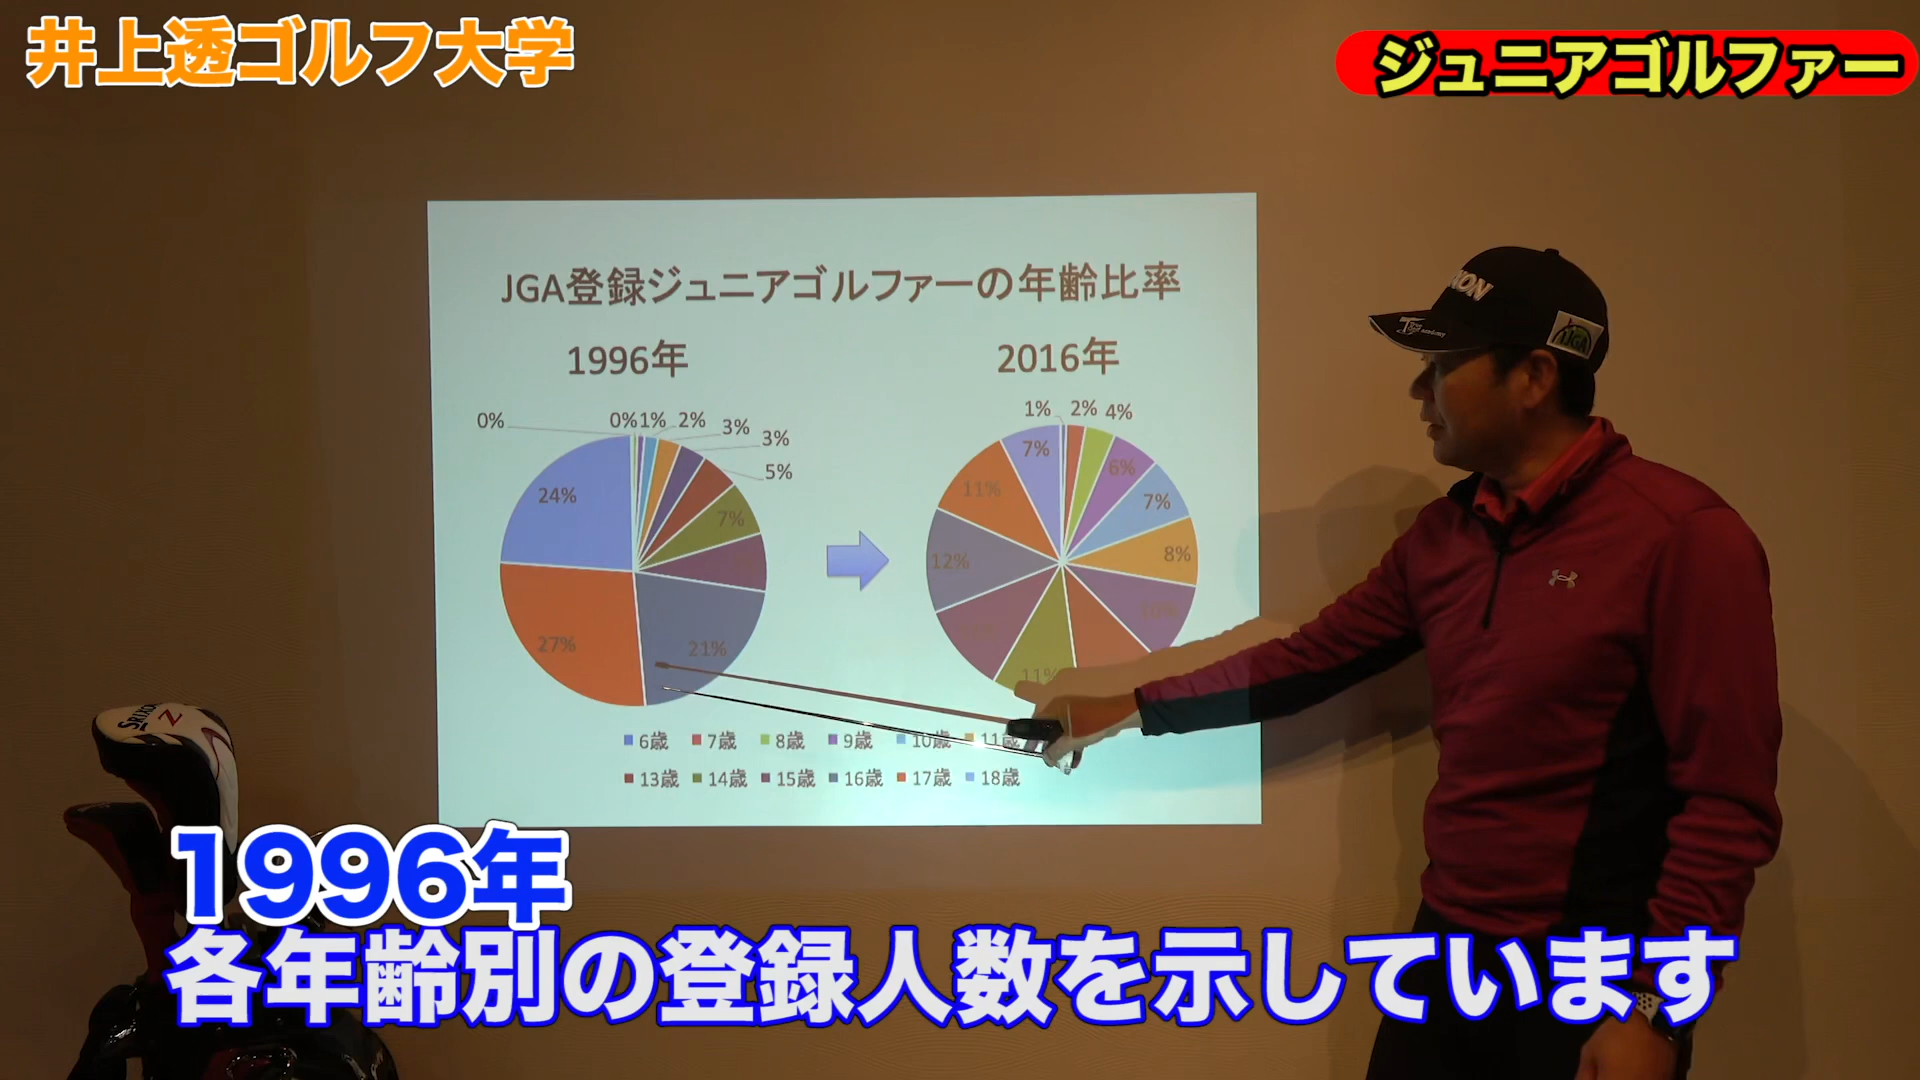 井上透ゴルフ大学
ジュニアゴルファー
JGA登録ジュニアゴルファーの年齢比率
1996年
2016年
0%
0%
1%
2%
3%
3%
5%
7%
21%
27%
24%
1%
2%
4%
6%
7%
8%
10%
11%
12%
11%
7%
6歳 7歳 8歳 9歳 10歳 11歳
13歳 14歳 15歳 16歳 17歳 18歳
SRIXON
Z
JGA
1996年
各年齢別の登録人数を示しています